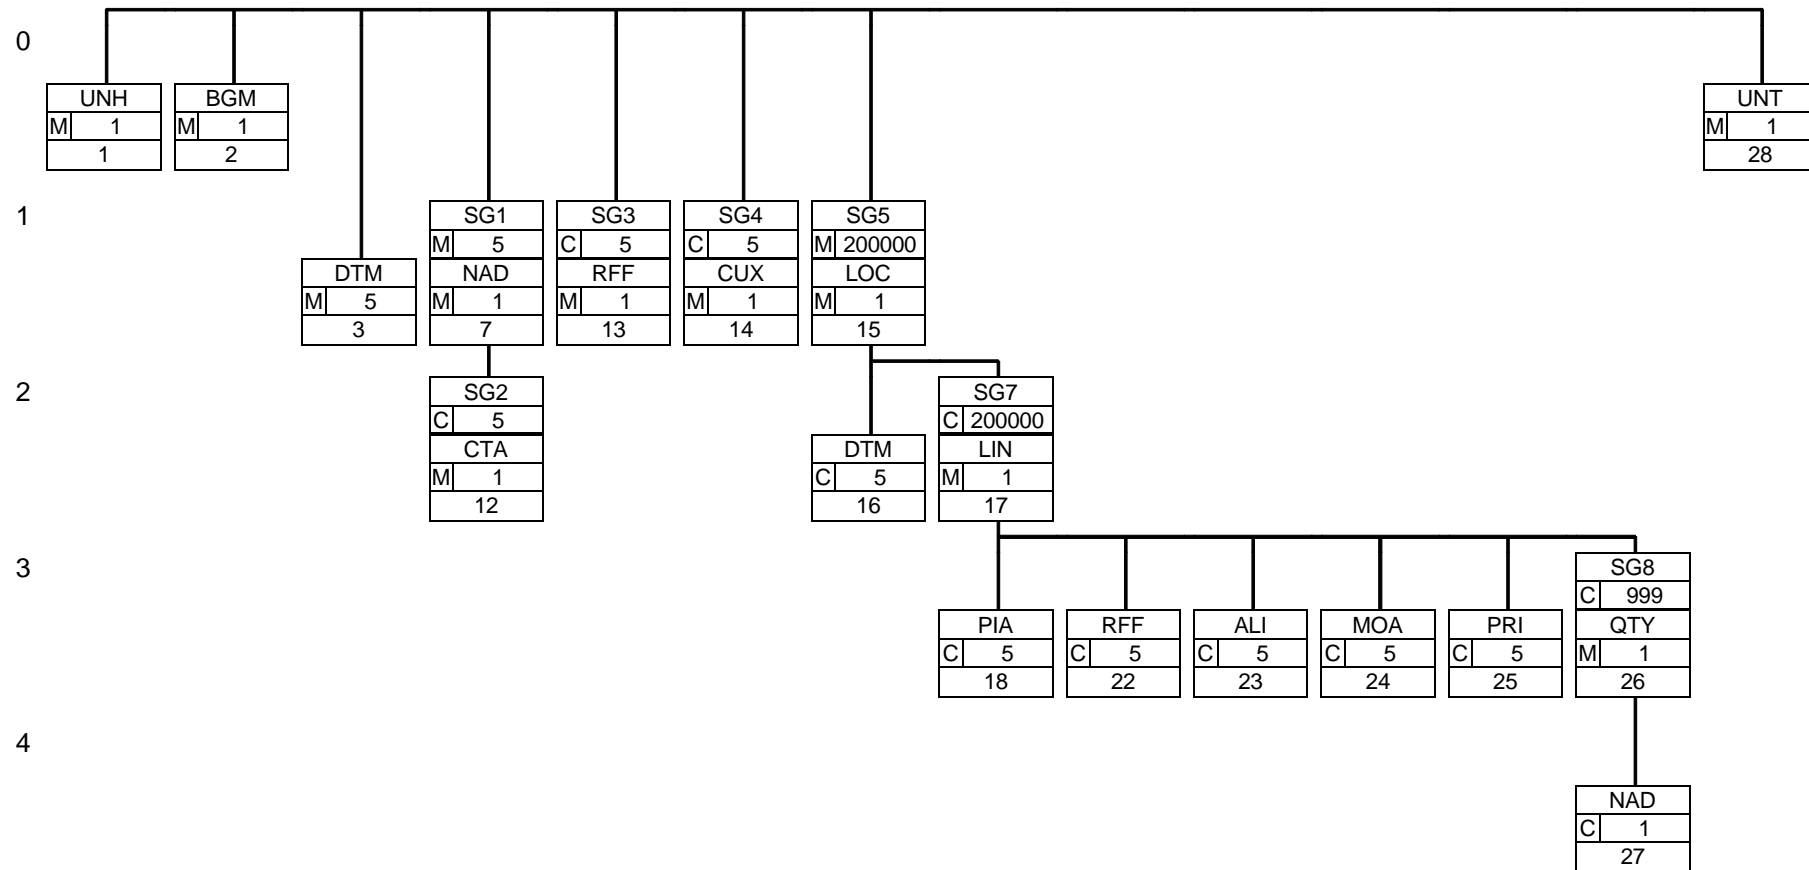 0
UNH BGM UNT
M 1 M 1 M 1
1 2 28
1
SG1 SG3 SG4 SG5
M 5 C 5 C 5 M 200000
DTM NAD RFF CUX LOC
M 5 M 1 M 1 M 1 M 1
3 7 13 14 15
2
SG2 SG7
C 5 C 200000
CTA DTM LIN
M 1 C 5 M 1
12 16 17
3
SG8
C 999
PIA RFF ALI MOA PRI QTY
C 5 C 5 C 5 C 5 C 5 M 1
18 22 23 24 25 26
4
NAD
C 1
27